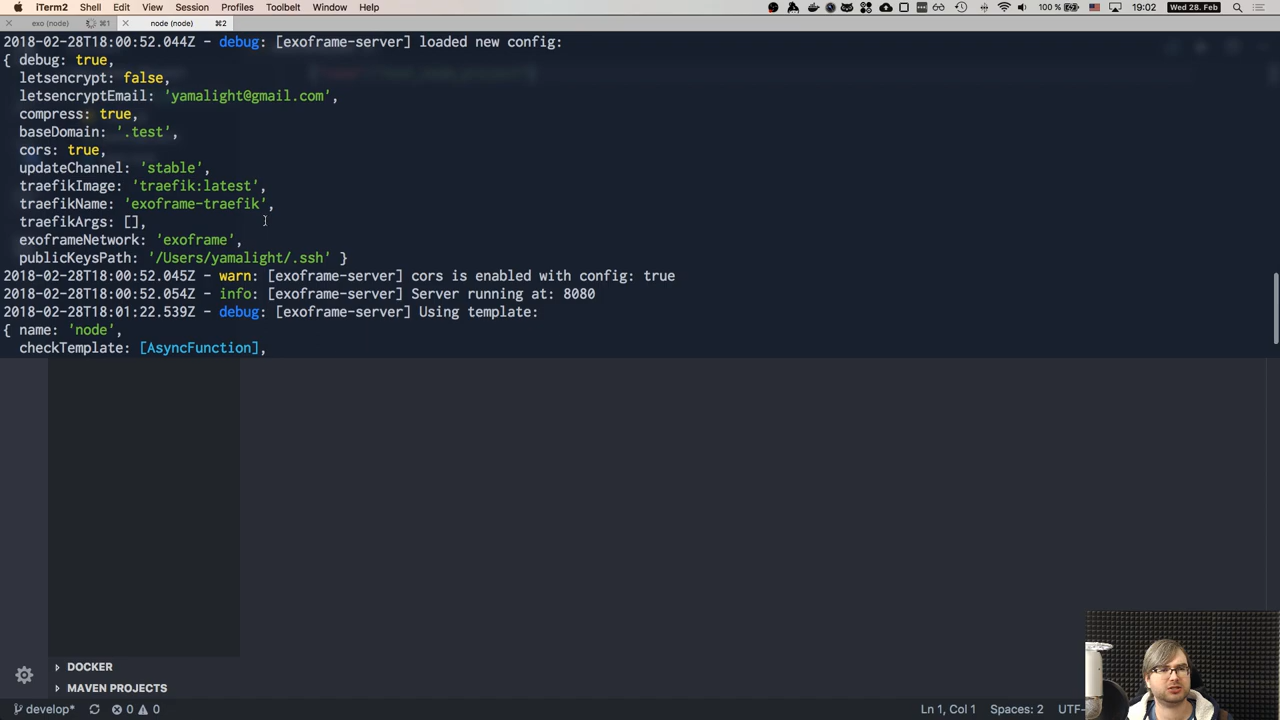 iTerm2 Shell Edit View Session Profiles Toolbelt Window Help 100 % 19:02 Wed 28. Feb
exo (node) ⌘1 node (node) ⌘2
2018-02-28T18:00:52.044Z - debug: [exoframe-server] loaded new config:
{ debug: true,
letsencrypt: false,
letsencryptEmail: 'yamalight@gmail.com',
compress: true,
baseDomain: '.test',
cors: true,
updateChannel: 'stable',
traefikImage: 'traefik:latest',
traefikName: 'exoframe-traefik',
traefikArgs: [],
exoframeNetwork: 'exoframe',
publicKeysPath: '/Users/yamalight/.ssh' }
2018-02-28T18:00:52.045Z - warn: [exoframe-server] cors is enabled with config: true
2018-02-28T18:00:52.054Z - info: [exoframe-server] Server running at: 8080
2018-02-28T18:01:22.539Z - debug: [exoframe-server] Using template:
{ name: 'node',
checkTemplate: [AsyncFunction],
DOCKER
MAVEN PROJECTS
develop* 0 0 Ln 1, Col 1 Spaces: 2 UTF-